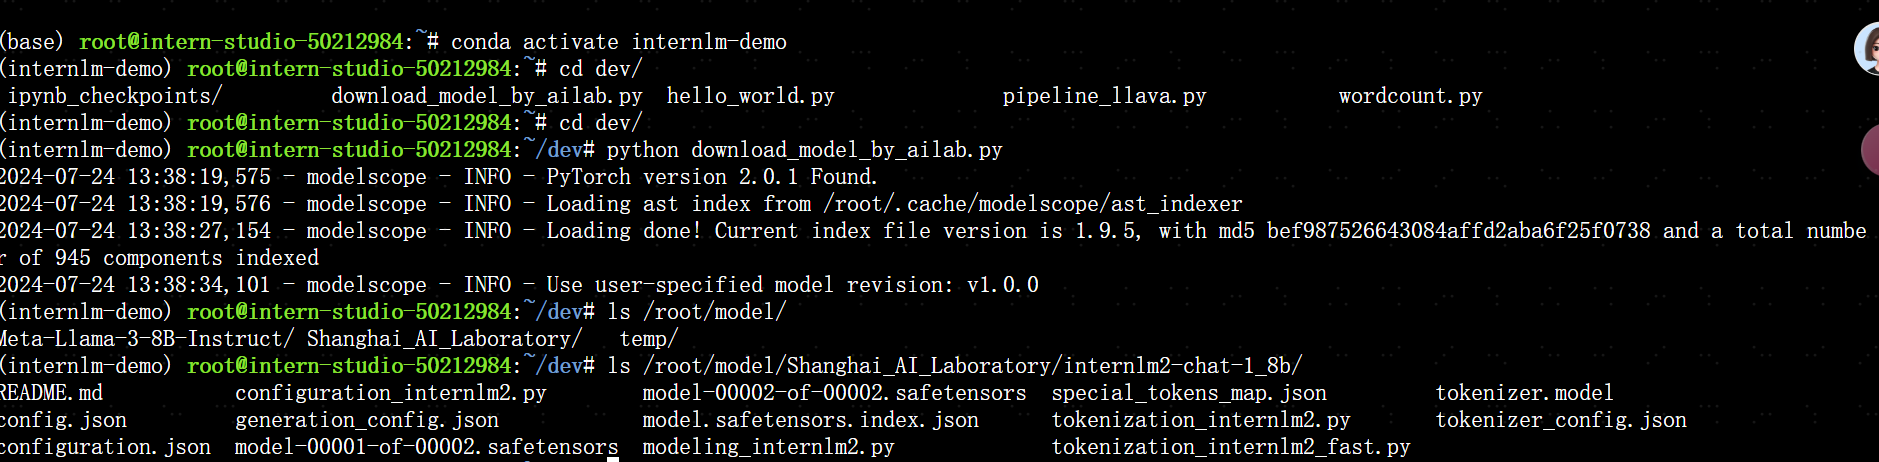 (base) root@intern-studio-50212984:~# conda activate internlm-demo
(internlm-demo) root@intern-studio-50212984:~# cd dev/
ipynb_checkpoints/ download_model_by_ailab.py hello_world.py pipeline_llava.py wordcount.py
(internlm-demo) root@intern-studio-50212984:~# cd dev/
(internlm-demo) root@intern-studio-50212984:~/dev# python download_model_by_ailab.py
2024-07-24 13:38:19,575 - modelscope - INFO - PyTorch version 2.0.1 Found.
2024-07-24 13:38:19,576 - modelscope - INFO - Loading ast index from /root/.cache/modelscope/ast_indexer
2024-07-24 13:38:27,154 - modelscope - INFO - Loading done! Current index file version is 1.9.5, with md5 bef987526643084affd2aba6f25f0738 and a total numbe
r of 945 components indexed
2024-07-24 13:38:34,101 - modelscope - INFO - Use user-specified model revision: v1.0.0
(internlm-demo) root@intern-studio-50212984:~/dev# ls /root/model/
Meta-Llama-3-8B-Instruct/ Shanghai_AI_Laboratory/ temp/
(internlm-demo) root@intern-studio-50212984:~/dev# ls /root/model/Shanghai_AI_Laboratory/internlm2-chat-1_8b/
README.md configuration_internlm2.py model-00002-of-00002.safetensors special_tokens_map.json tokenizer.model
config.json generation_config.json model.safetensors.index.json tokenization_internlm2.py tokenizer_config.json
configuration.json model-00001-of-00002.safetensors modeling_internlm2.py tokenization_internlm2_fast.py